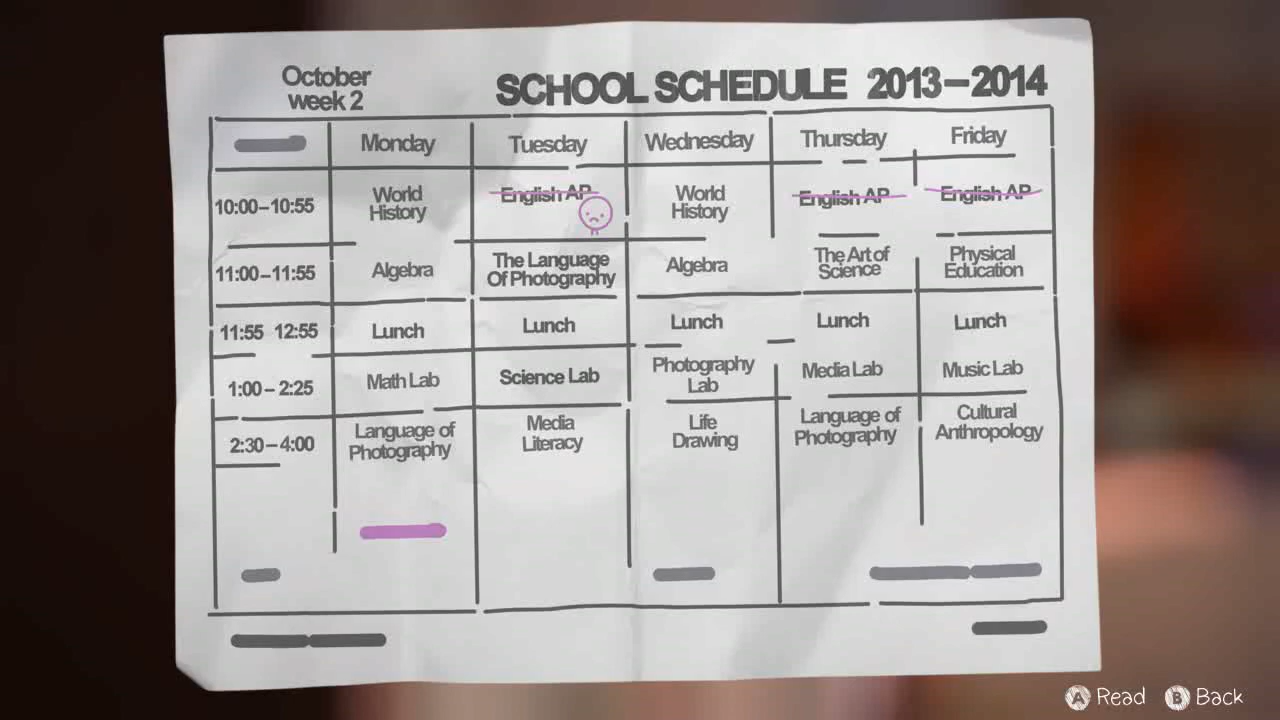 October
week 2
SCHOOL SCHEDULE 2013–2014
Monday Tuesday Wednesday Thursday Friday
10:00–10:55 World History English AP World History English AP English AP
11:00–11:55 Algebra The Language Of Photography Algebra The Art of Science Physical Education
11:55 12:55 Lunch Lunch Lunch Lunch Lunch
1:00–2:25 Math Lab Science Lab Photography Lab Media Lab Music Lab
2:30–4:00 Language of Photography Media Literacy Life Drawing Language of Photography Cultural Anthropology
A Read B Back